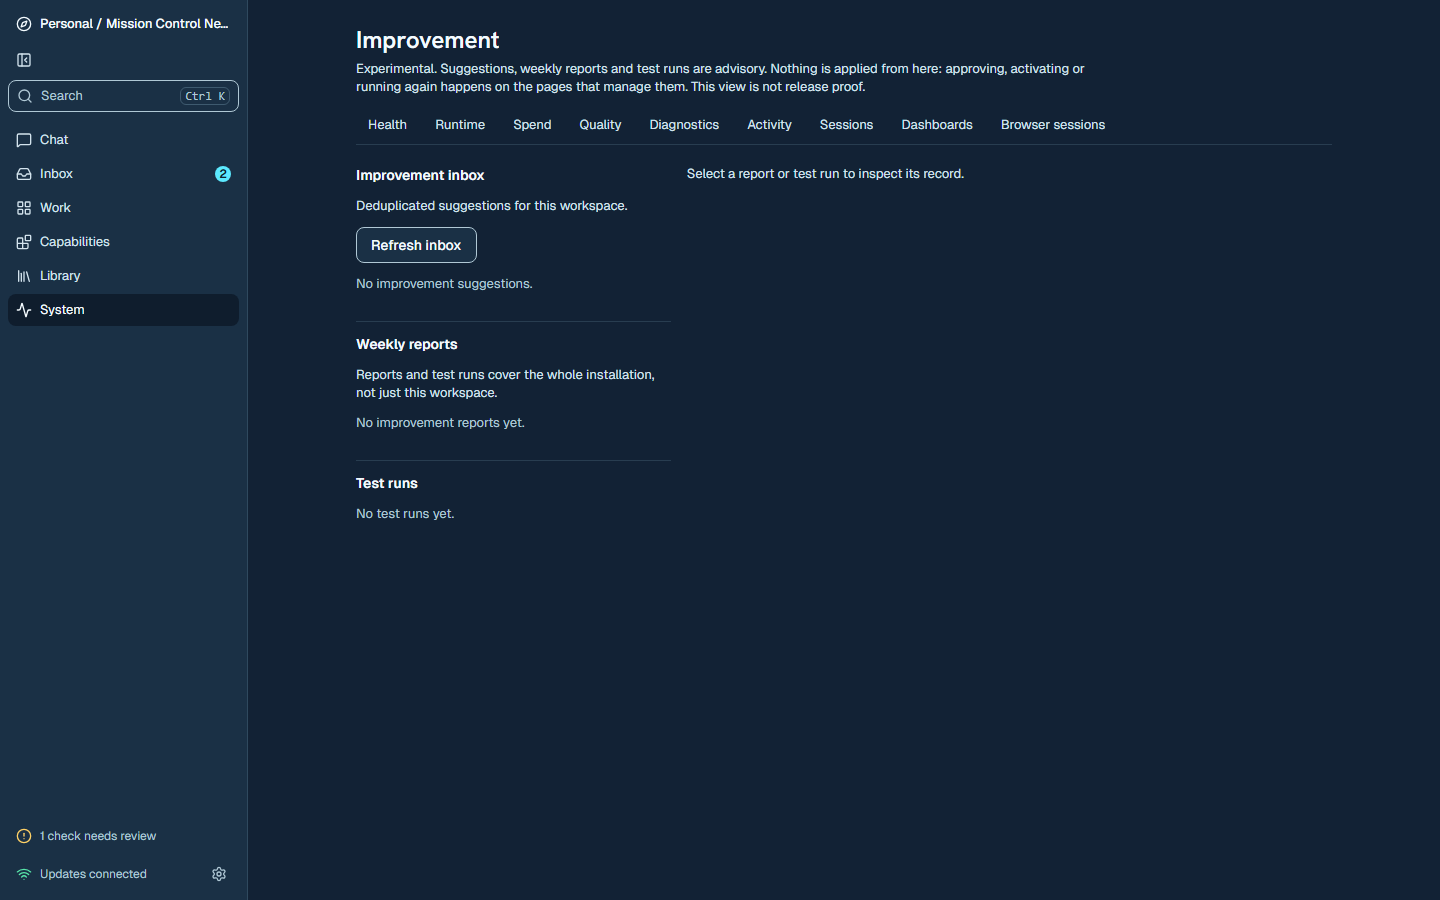 Personal / Mission Control Ne...
Search
Ctrl K
Chat
Inbox
2
Work
Capabilities
Library
System
1 check needs review
Updates connected
Improvement
Experimental. Suggestions, weekly reports and test runs are advisory. Nothing is applied from here: approving, activating or
running again happens on the pages that manage them. This view is not release proof.
Health
Runtime
Spend
Quality
Diagnostics
Activity
Sessions
Dashboards
Browser sessions
Improvement inbox
Deduplicated suggestions for this workspace.
Refresh inbox
No improvement suggestions.
Weekly reports
Reports and test runs cover the whole installation,
not just this workspace.
No improvement reports yet.
Test runs
No test runs yet.
Select a report or test run to inspect its record.